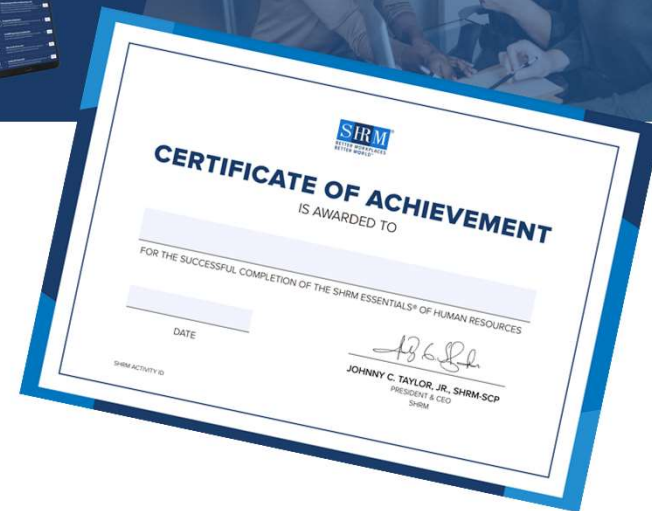 SHRM®
BETTER WORKPLACES
BETTER WORLD™
CERTIFICATE OF ACHIEVEMENT
IS AWARDED TO
FOR THE SUCCESSFUL COMPLETION OF THE SHRM ESSENTIALS® OF HUMAN RESOURCES
DATE
JOHNNY C. TAYLOR, JR., SHRM-SCP
PRESIDENT & CEO
SHRM
SHRM ACTIVITY ID